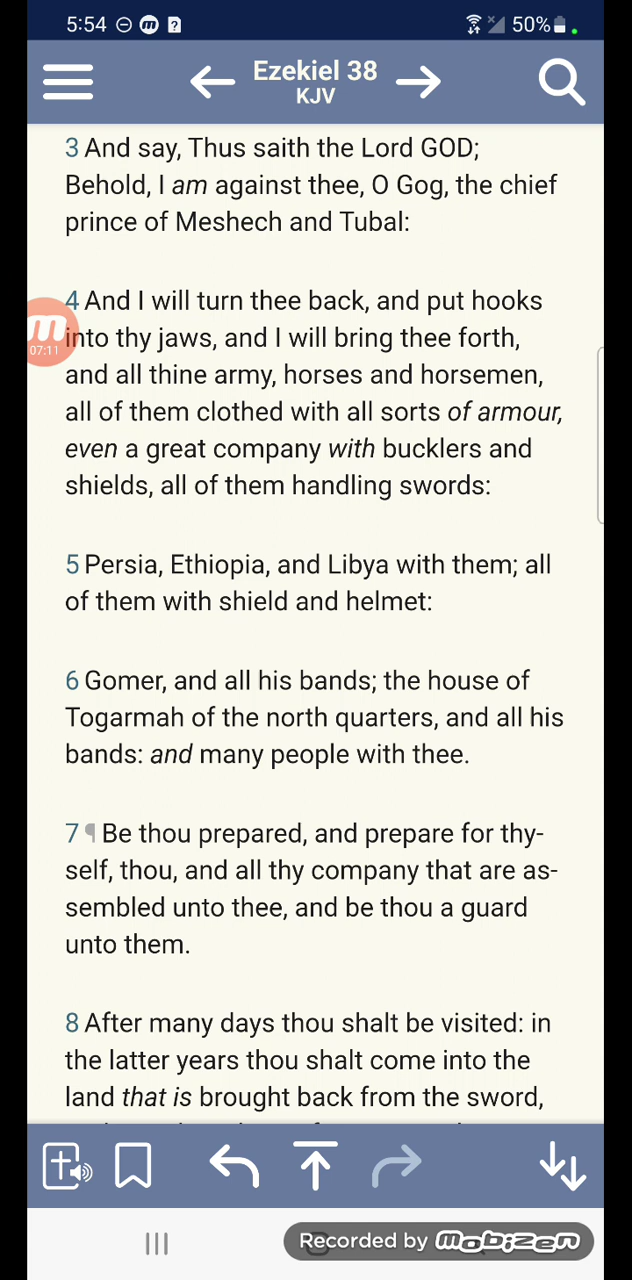 5:54 m ? 50%
Ezekiel 38
KJV
3 And say, Thus saith the Lord GOD;
Behold, I am against thee, O Gog, the chief
prince of Meshech and Tubal:
4 And I will turn thee back, and put hooks
m into thy jaws, and I will bring thee forth,
07:11
and all thine army, horses and horsemen,
all of them clothed with all sorts of armour,
even a great company with bucklers and
shields, all of them handling swords:
5 Persia, Ethiopia, and Libya with them; all
of them with shield and helmet:
6 Gomer, and all his bands; the house of
Togarmah of the north quarters, and all his
bands: and many people with thee.
7 ¶ Be thou prepared, and prepare for thy-
self, thou, and all thy company that are as-
sembled unto thee, and be thou a guard
unto them.
8 After many days thou shalt be visited: in
the latter years thou shalt come into the
land that is brought back from the sword,
Recorded by mobizen